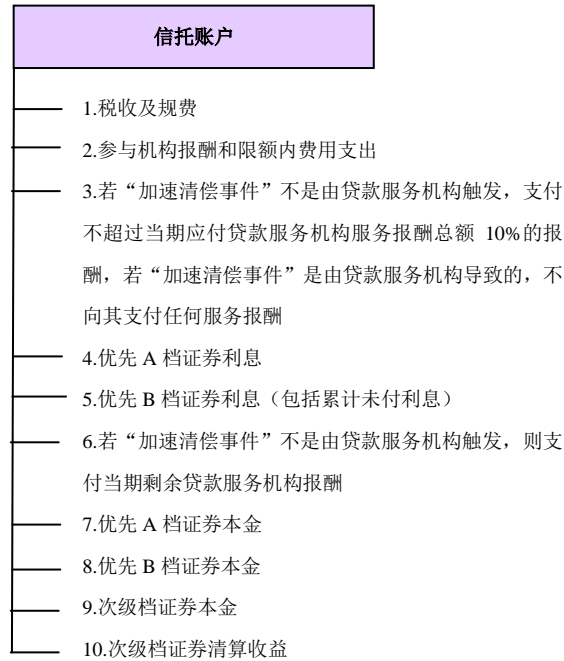 信托账户
1.税收及规费
2.参与机构报酬和限额内费用支出
3.若“加速清偿事件”不是由贷款服务机构触发，支付
不超过当期应付贷款服务机构服务报酬总额 10%的报
酬，若“加速清偿事件”是由贷款服务机构导致的，不
向其支付任何服务报酬
4.优先 A 档证券利息
5.优先 B 档证券利息（包括累计未付利息）
6.若“加速清偿事件”不是由贷款服务机构触发，则支
付当期剩余贷款服务机构报酬
7.优先 A 档证券本金
8.优先 B 档证券本金
9.次级档证券本金
10.次级档证券清算收益